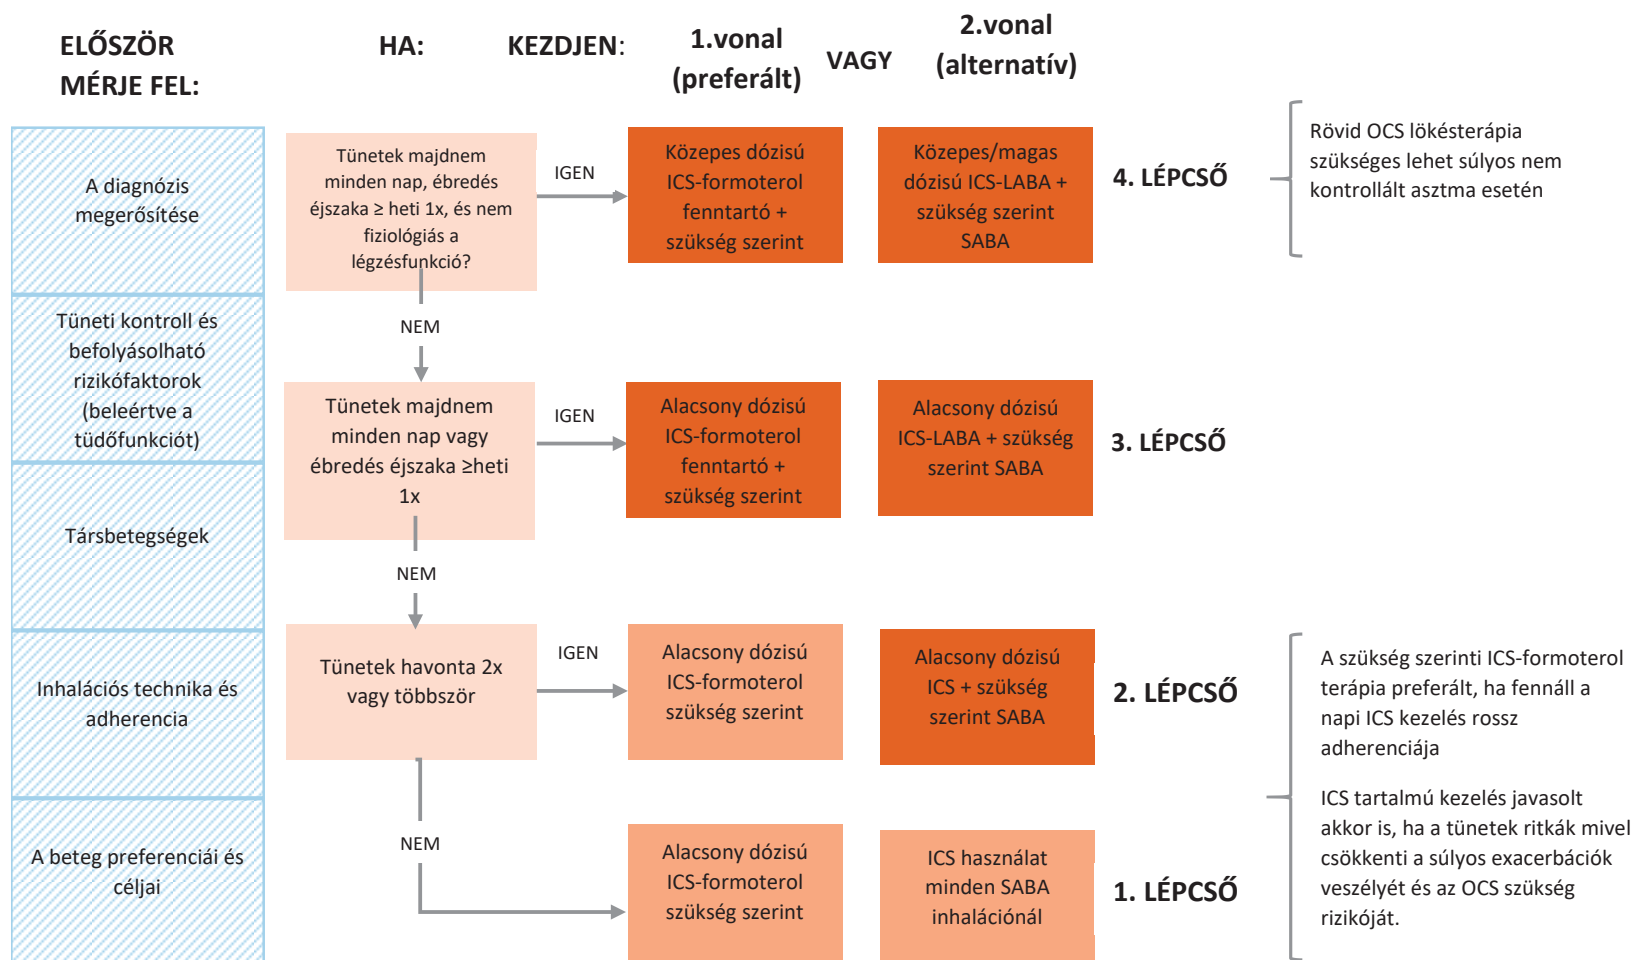 ELŐSZÖR
MÉRJE FEL:
HA:
KEZDJEN:
1.vonal
(preferált)
VAGY
2.vonal
(alternatív)
A diagnózis
megerősítése
Tüneti kontroll és
befolyásolható
rizikófaktorok
(beleértve a
tüdőfunkciót)
Társbetegségek
Inhalációs technika és
adherencia
A beteg preferenciái és
céljai
Tünetek majdnem
minden nap, ébredés
éjszaka ≥ heti 1x, és nem
fiziológiás a
légzésfunkció?
IGEN
Közepes dózisú
ICS-formoterol
fenntartó +
szükség szerint
Közepes/magas
dózisú ICS-LABA +
szükség szerint
SABA
4. LÉPCSŐ
Rövid OCS lökésterápia
szükséges lehet súlyos nem
kontrollált asztma esetén
NEM
Tünetek majdnem
minden nap vagy
ébredés éjszaka ≥heti
1x
IGEN
Alacsony dózisú
ICS-formoterol
fenntartó +
szükség szerint
Alacsony dózisú
ICS-LABA + szükség
szerint SABA
3. LÉPCSŐ
NEM
Tünetek havonta 2x
vagy többször
IGEN
Alacsony dózisú
ICS-formoterol
szükség szerint
Alacsony dózisú
ICS + szükség
szerint SABA
2. LÉPCSŐ
NEM
Alacsony dózisú
ICS-formoterol
szükség szerint
ICS használat
minden SABA
inhalációnál
1. LÉPCSŐ
A szükség szerinti ICS-formoterol
terápia preferált, ha fennáll a
napi ICS kezelés rossz
adherenciája
ICS tartalmú kezelés javasolt
akkor is, ha a tünetek ritkák mivel
csökkenti a súlyos exacerbációk
veszélyét és az OCS szükség
rizikóját.